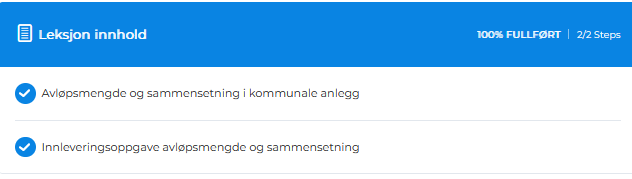 Leksjon innhold
100% FULLFØRT | 2/2 Steps
Avløpsmengde og sammensetning i kommunale anlegg
Innleveringsoppgave avløpsmengde og sammensetning